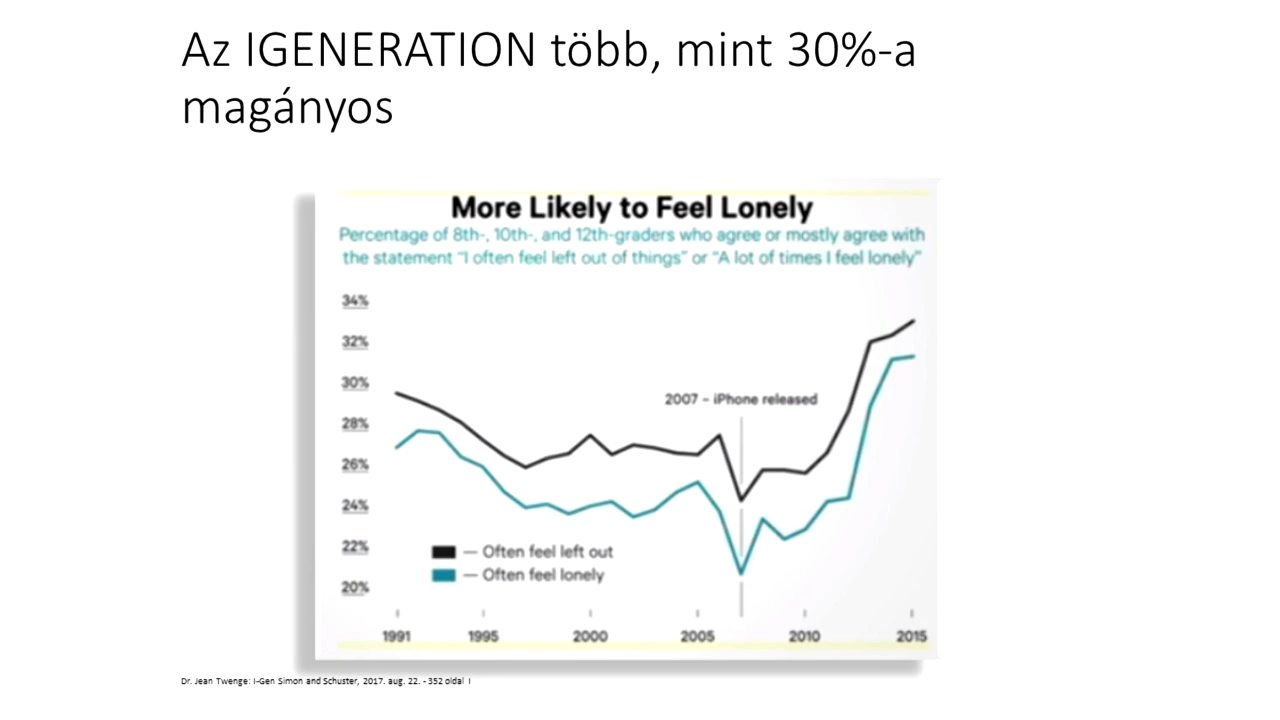 Az IGENERATION több, mint 30%-a
magányos
More Likely to Feel Lonely
Percentage of 8th-, 10th-, and 12th-graders who agree or mostly agree with
the statement "I often feel left out of things" or "A lot of times I feel lonely"
34%
32%
30%
2007 – iPhone released
28%
26%
24%
22%
— Often feel left out
— Often feel lonely
20%
1991 1995 2000 2005 2010 2015
Dr. Jean Twenge: I-Gen Simon and Schuster, 2017. aug. 22. - 352 oldal I